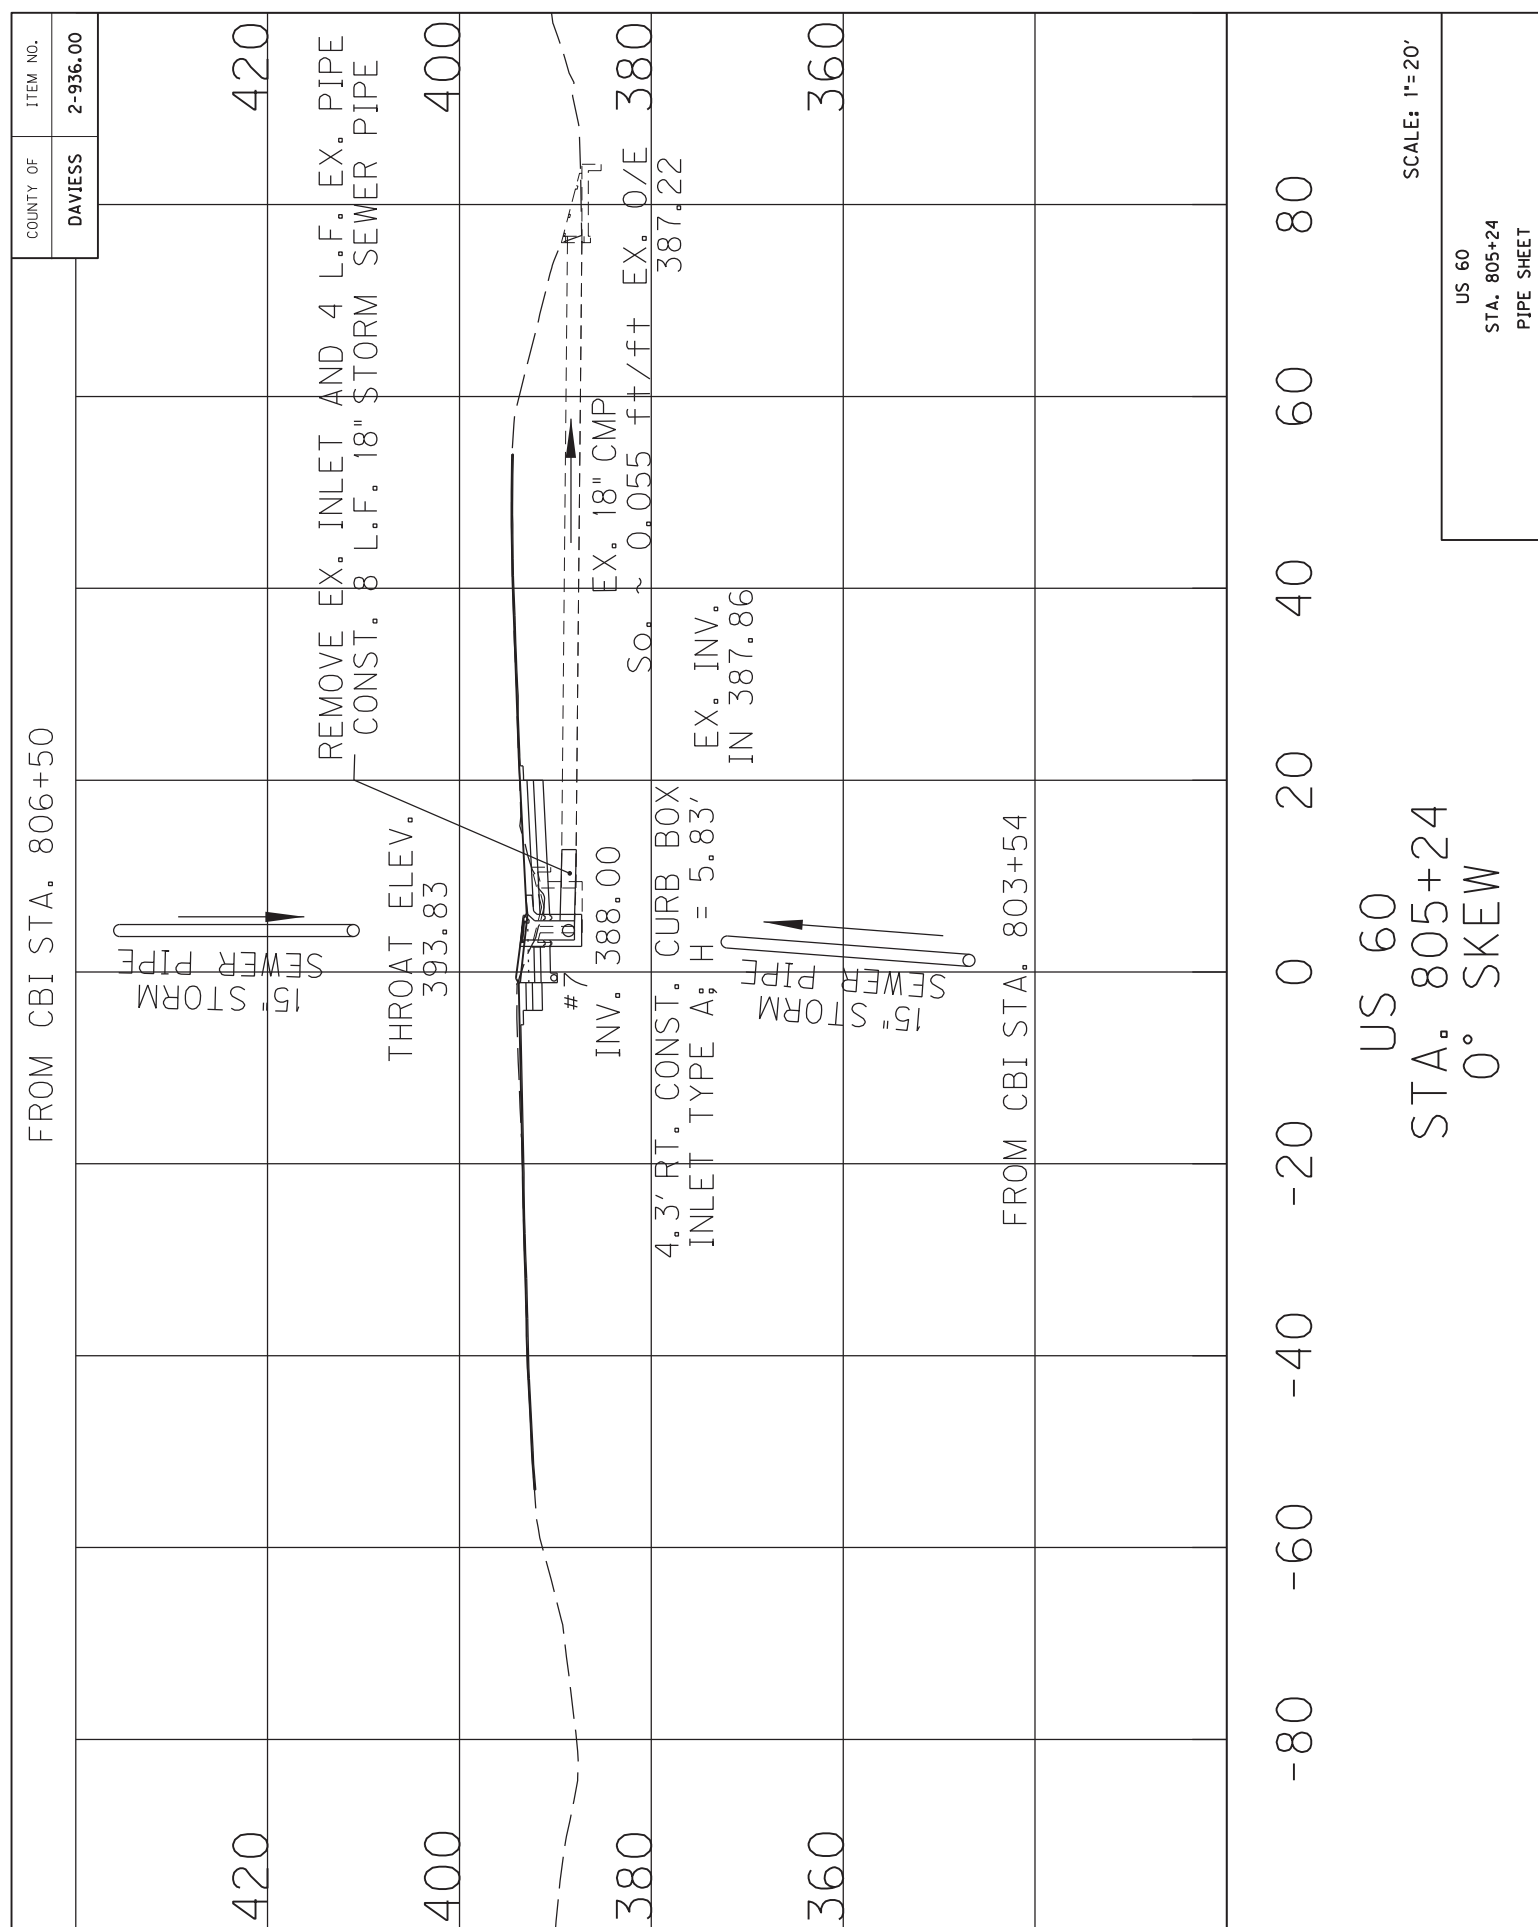 COUNTY OF
ITEM NO.
DAVIESS
2-936.00
FROM CBI STA. 806+50
420
420
400
400
380
380
360
360
REMOVE EX. INLET AND 4 L.F. EX. PIPE
CONST. 8 L.F. 18" STORM SEWER PIPE
15" STORM
SEWER PIPE
THROAT ELEV.
393.83
#7
INV. 388.00
EX. 18" CMP
So. ~ 0.055 ft/ft
EX. O/E
387.22
4.3' RT. CONST. CURB BOX
INLET TYPE A; H = 5.83'
EX. INV.
IN 387.86
15" STORM
SEWER PIPE
FROM CBI STA. 803+54
-80
-60
-40
-20
0
20
40
60
80
US 60
STA. 805+24
0° SKEW
SCALE: 1"=20'
US 60
STA. 805+24
PIPE SHEET